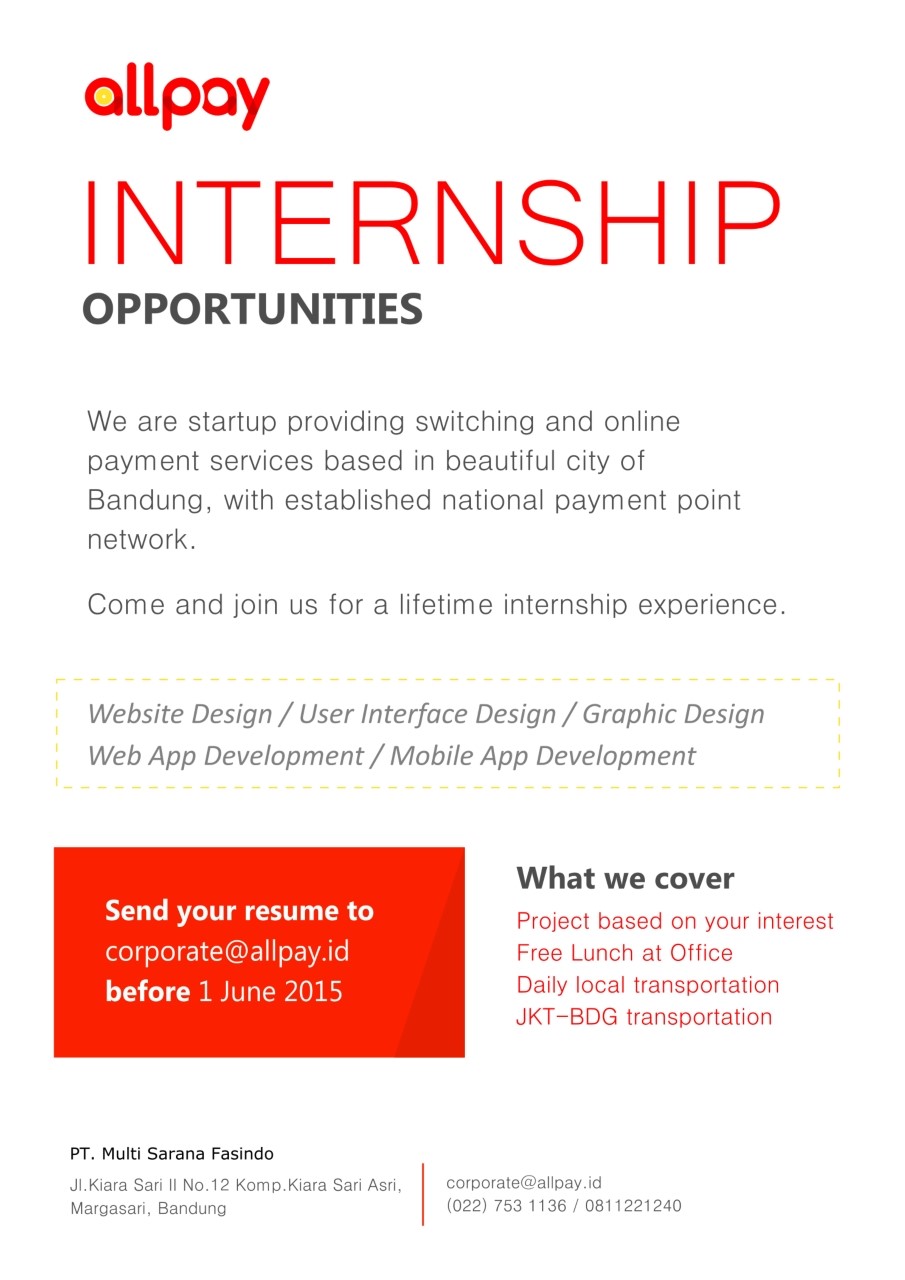 allpay
INTERNSHIP
OPPORTUNITIES
We are startup providing switching and online
payment services based in beautiful city of
Bandung, with established national payment point
network.
Come and join us for a lifetime internship experience.
Website Design / User Interface Design / Graphic Design
Web App Development / Mobile App Development
Send your resume to
corporate@allpay.id
before 1 June 2015
What we cover
Project based on your interest
Free Lunch at Office
Daily local transportation
JKT-BDG transportation
PT. Multi Sarana Fasindo
Jl.Kiara Sari II No.12 Komp.Kiara Sari Asri,
Margasari, Bandung
corporate@allpay.id
(022) 753 1136 / 0811221240